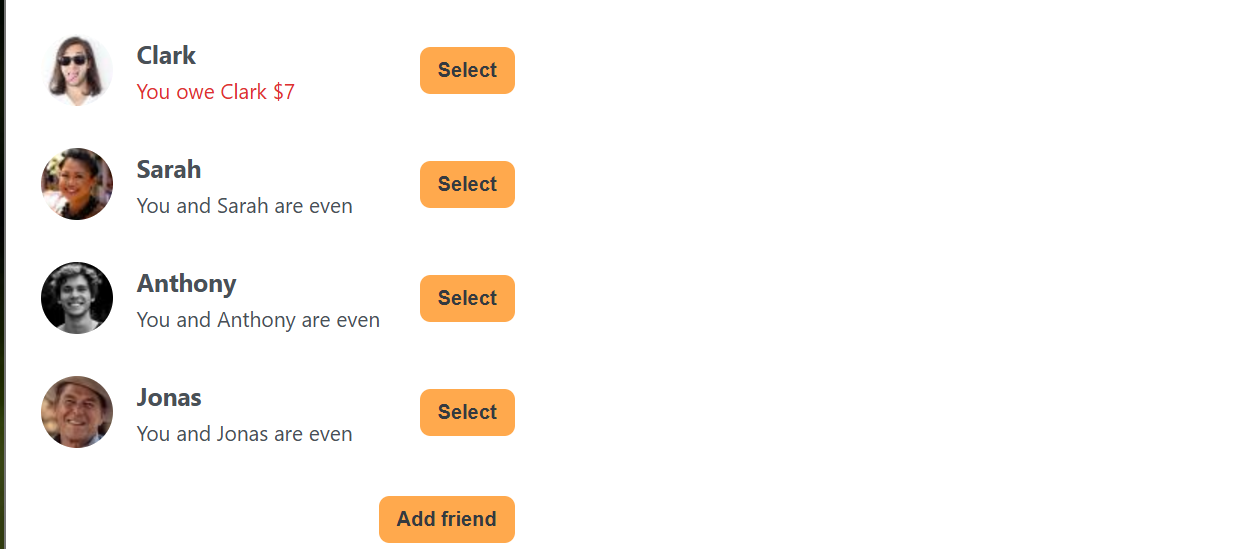 Clark
You owe Clark $7
Select
Sarah
You and Sarah are even
Select
Anthony
You and Anthony are even
Select
Jonas
You and Jonas are even
Select
Add friend